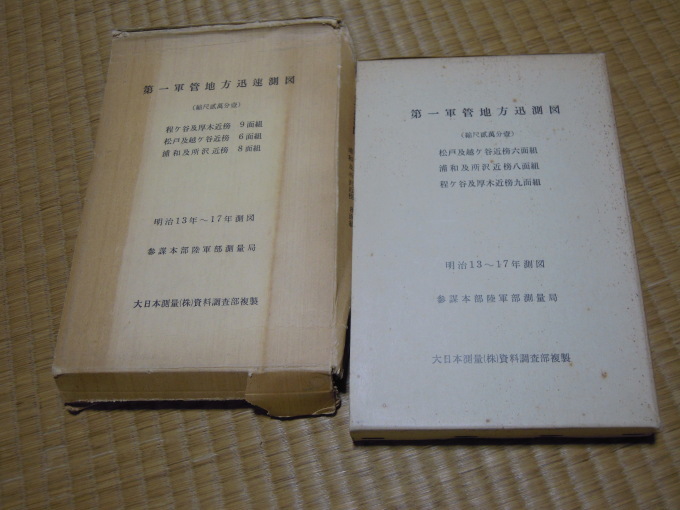 第一軍管地方迅速測図
(縮尺貳萬分壹)
程ケ谷及厚木近傍 9面組
松戸及越ケ谷近傍 6面組
浦和及所沢近傍 8面組
明治13年~17年測図
参謀本部陸軍部測量局
大日本測量(株)資料調査部複製
第一軍管地方迅測図
(縮尺貳萬分壹)
松戸及越ケ谷近傍六面組
浦和及所沢近傍八面組
程ケ谷及厚木近傍九面組
明治13~17年測図
参謀本部陸軍部測量局
大日本測量(株)資料調査部複製